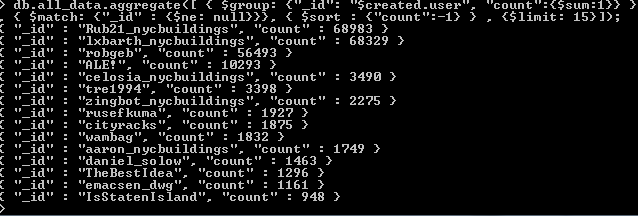 > db.all_data.aggregate([ { $group: {"_id": "$created.user", "count":{$sum:1}} }
, { $match: {"_id" : {$ne: null}}}, { $sort : {"count":-1} } , {$limit: 15}]);
{ "_id" : "Rub21_nycbuildings", "count" : 68983 }
{ "_id" : "lxbarth_nycbuildings", "count" : 68329 }
{ "_id" : "robgeb", "count" : 56493 }
{ "_id" : "ALE!", "count" : 10293 }
{ "_id" : "celosia_nycbuildings", "count" : 3490 }
{ "_id" : "tre1994", "count" : 3398 }
{ "_id" : "zingbot_nycbuildings", "count" : 2275 }
{ "_id" : "rusefkuma", "count" : 1927 }
{ "_id" : "cityracks", "count" : 1875 }
{ "_id" : "wambag", "count" : 1832 }
{ "_id" : "aaron_nycbuildings", "count" : 1749 }
{ "_id" : "daniel_solow", "count" : 1463 }
{ "_id" : "TheBestIdea", "count" : 1296 }
{ "_id" : "emacsen_dwg", "count" : 1161 }
{ "_id" : "IsStatenIsland", "count" : 948 }
>